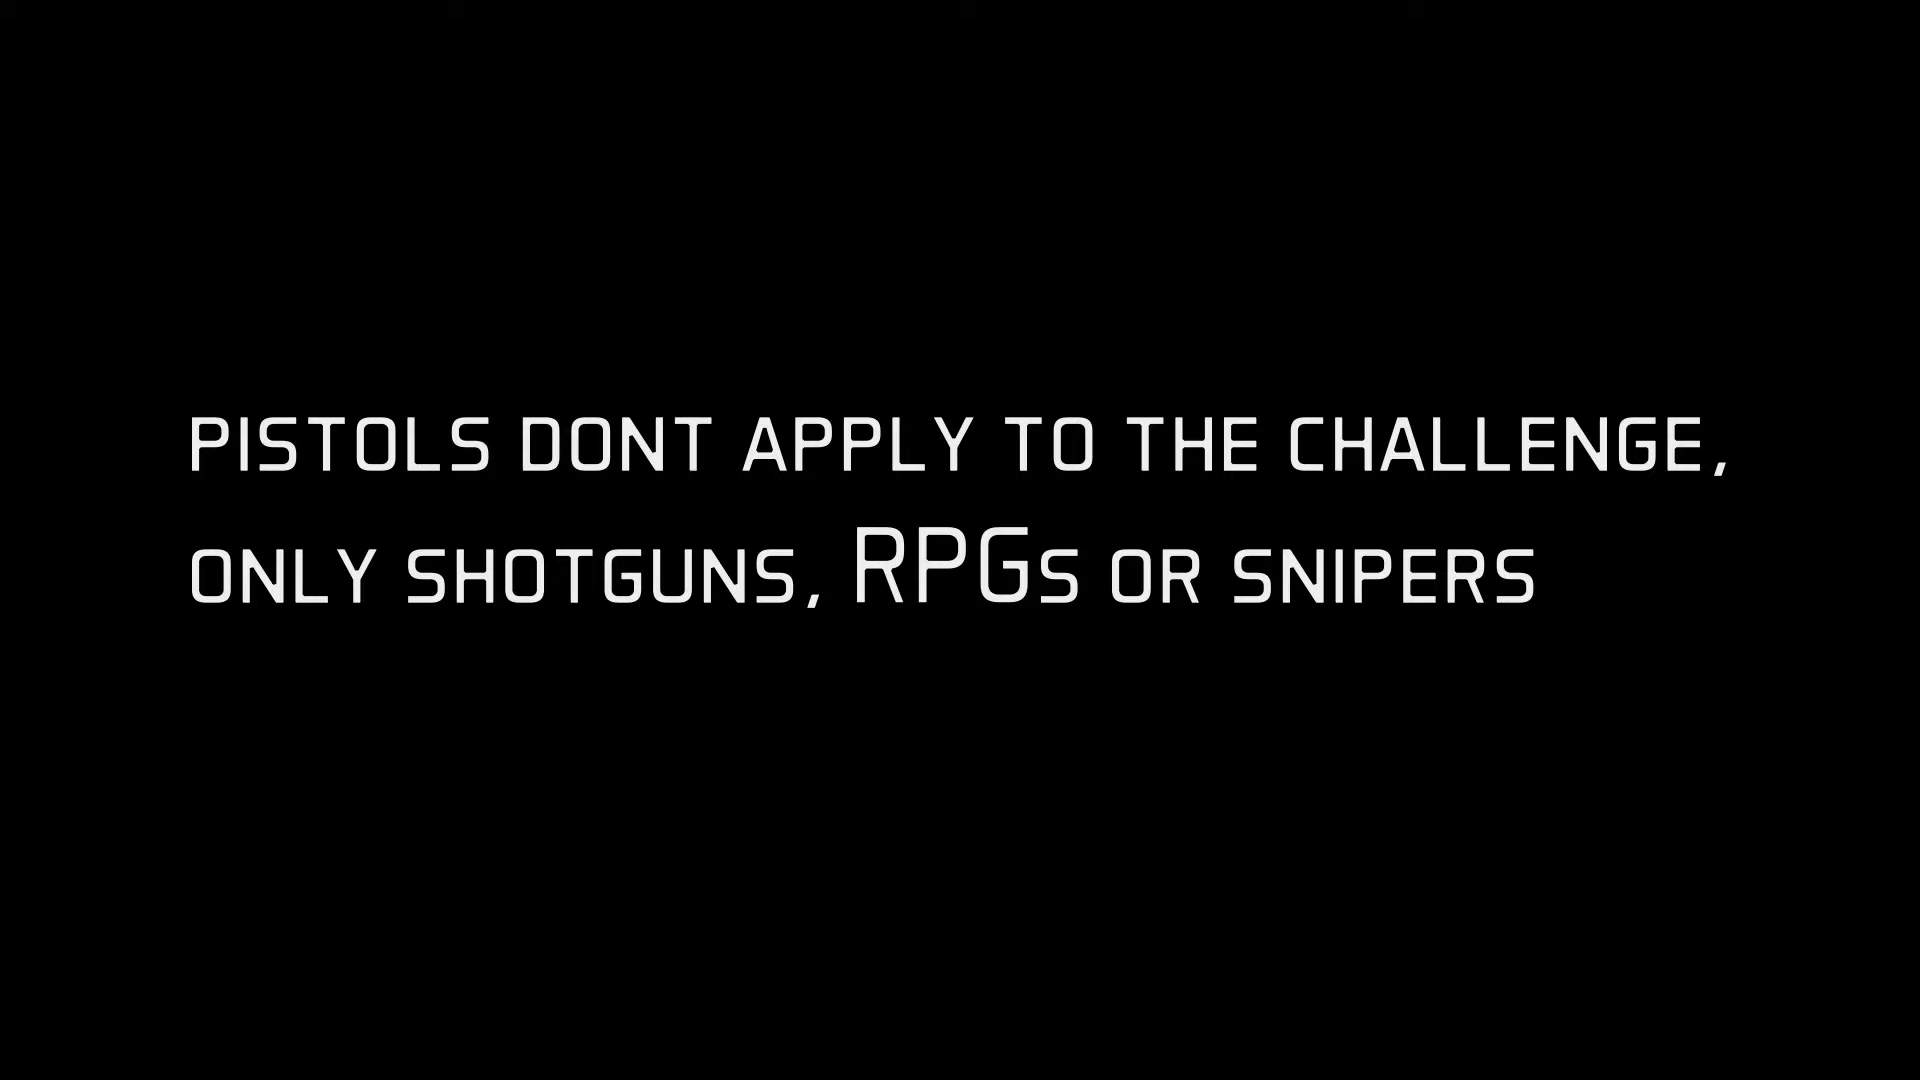 PISTOLS DONT APPLY TO THE CHALLENGE,
ONLY SHOTGUNS, RPGS OR SNIPERS